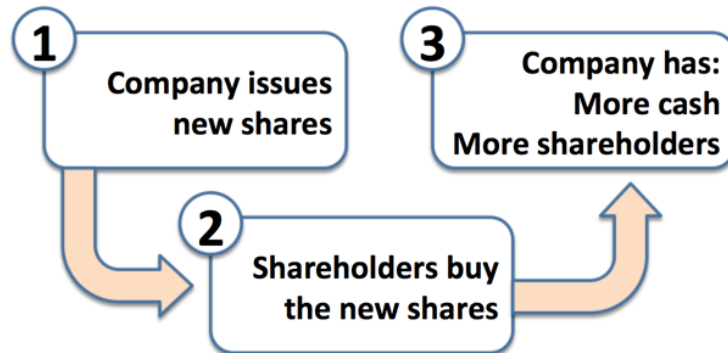 1
Company issues
new shares
2
Shareholders buy
the new shares
3
Company has:
More cash
More shareholders